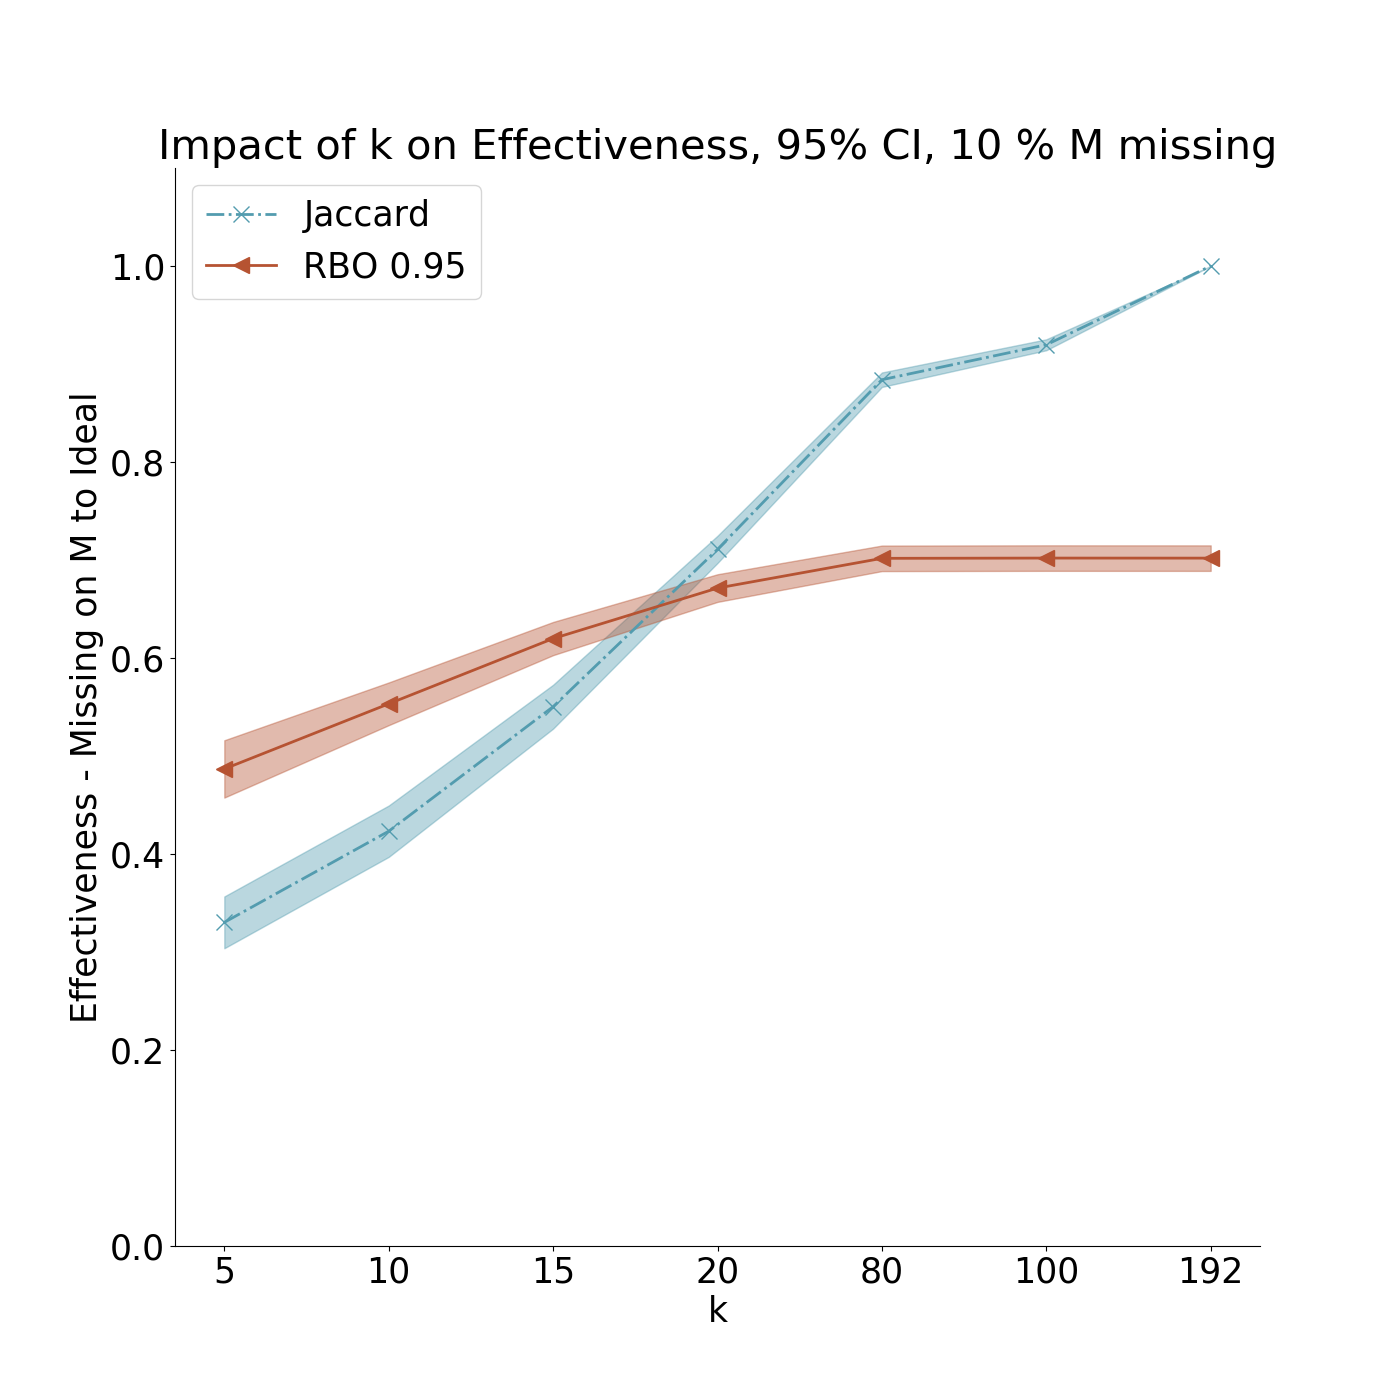 Impact of k on Effectiveness, 95% CI, 10 % M missing
Jaccard
RBO 0.95
Effectiveness - Missing on M to Ideal
1.0
0.8
0.6
0.4
0.2
0.0
5 10 15 20 80 100 192
k